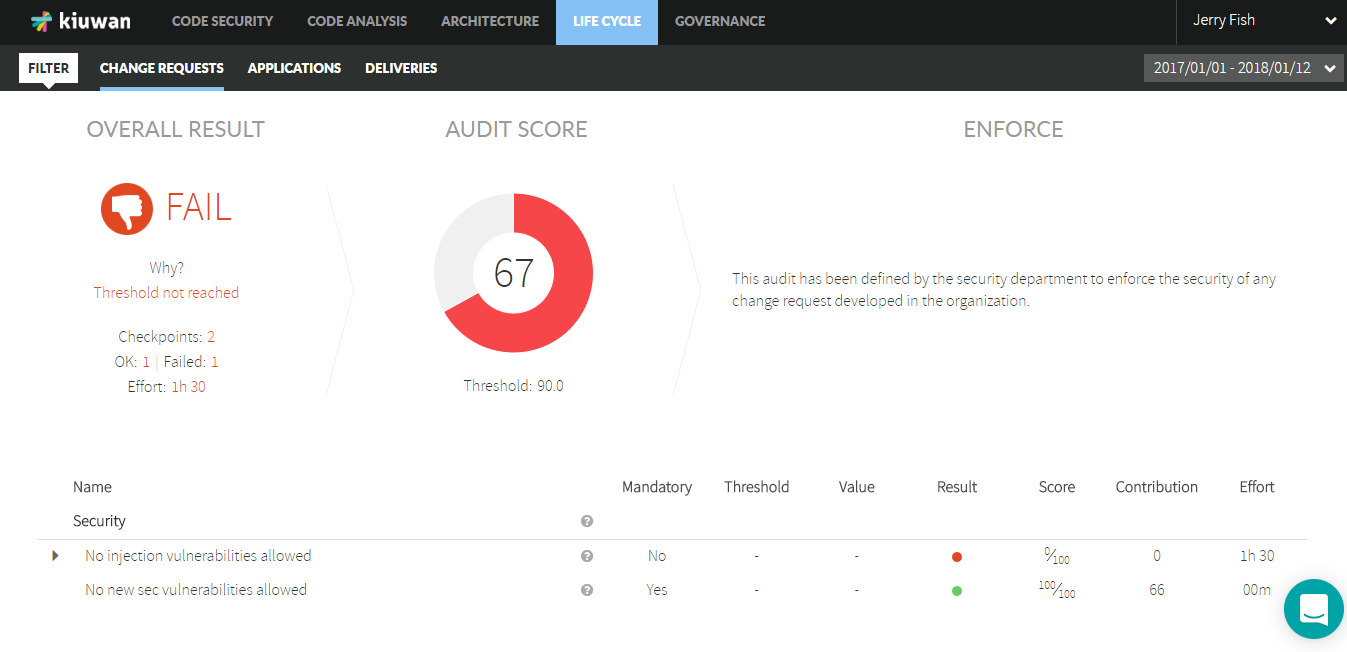 kiuwan CODE SECURITY CODE ANALYSIS ARCHITECTURE LIFE CYCLE GOVERNANCE Jerry Fish
FILTER CHANGE REQUESTS APPLICATIONS DELIVERIES 2017/01/01 - 2018/01/12
OVERALL RESULT AUDIT SCORE ENFORCE
FAIL
Why?
Threshold not reached
Checkpoints: 2
OK: 1 | Failed: 1
Effort: 1h 30
67
Threshold: 90.0
This audit has been defined by the security department to enforce the security of any
change request developed in the organization.
Name Mandatory Threshold Value Result Score Contribution Effort
Security ?
No injection vulnerabilities allowed ? No - - 0/100 0 1h 30
No new sec vulnerabilities allowed ? Yes - - 100/100 66 00m